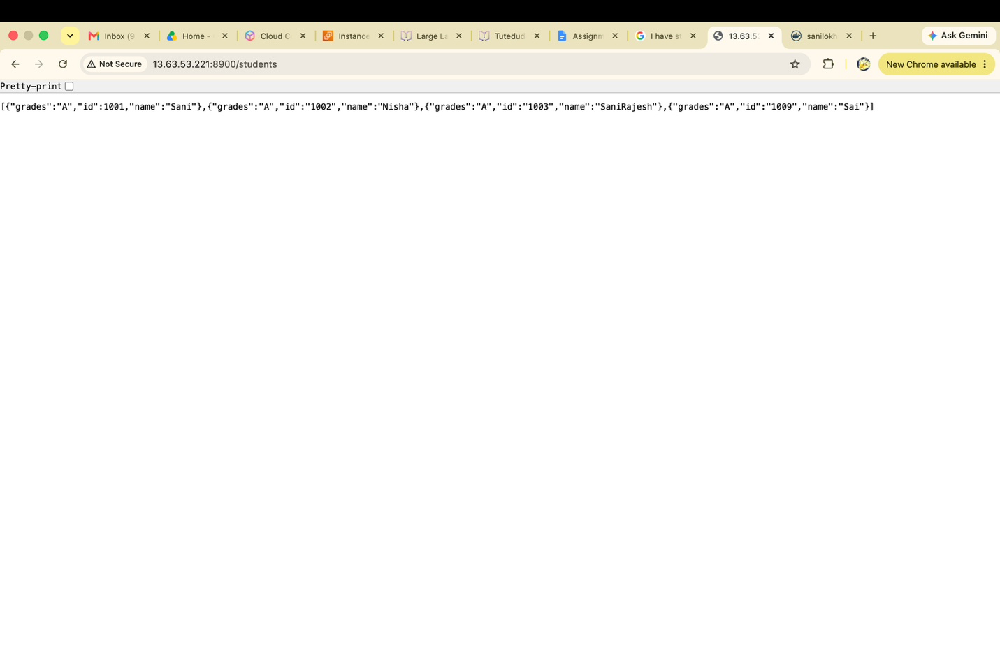 Inbox (9
Home -
Cloud C
Instance
Large La
Tutedud
Assignm
I have st
13.63.53
sanilokh
Ask Gemini
Not Secure
13.63.53.221:8900/students
New Chrome available
Pretty-print
[{"grades":"A","id":1001,"name":"Sani"},{"grades":"A","id":"1002","name":"Nisha"},{"grades":"A","id":"1003","name":"SaniRajesh"},{"grades":"A","id":"1009","name":"Sai"}]